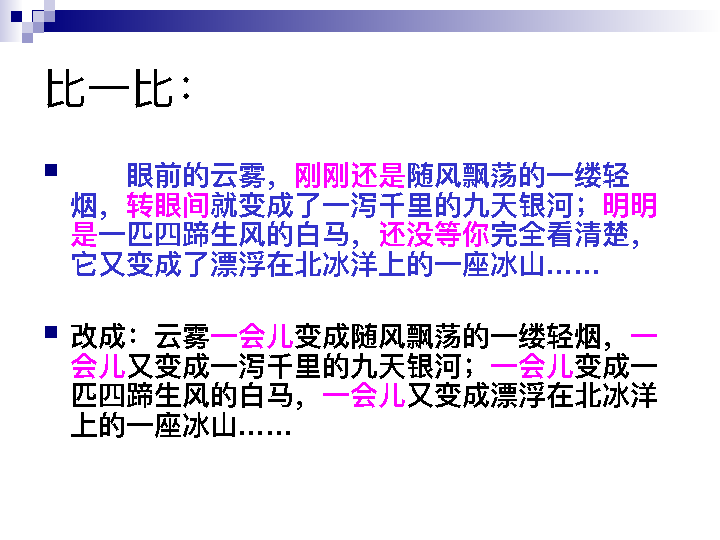 比一比：
眼前的云雾，刚刚还是随风飘荡的一缕轻
烟，转眼间就变成了一泻千里的九天银河；明明
是一匹四蹄生风的白马，还没等你完全看清楚，
它又变成了漂浮在北冰洋上的一座冰山……
改成：云雾一会儿变成随风飘荡的一缕轻烟，一
会儿又变成一泻千里的九天银河；一会儿变成一
匹四蹄生风的白马，一会儿又变成漂浮在北冰洋
上的一座冰山……